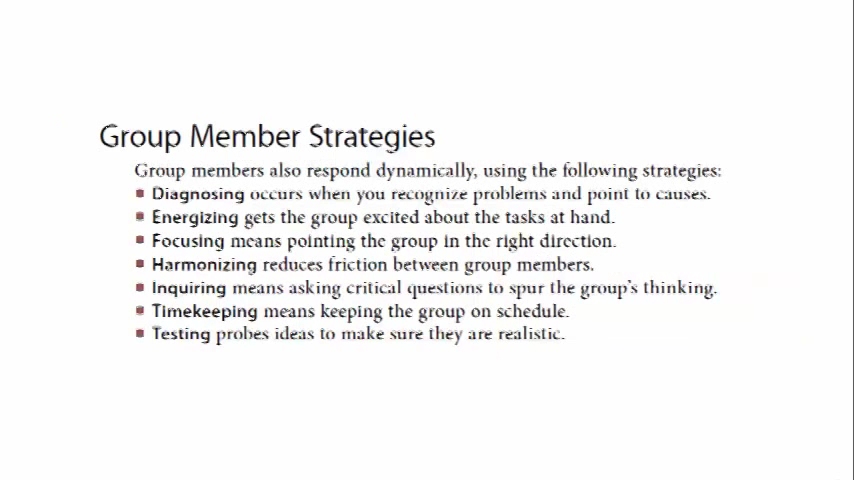 Group Member Strategies
Group members also respond dynamically, using the following strategies:
Diagnosing occurs when you recognize problems and point to causes.
Energizing gets the group excited about the tasks at hand.
Focusing means pointing the group in the right direction.
Harmonizing reduces friction between group members.
Inquiring means asking critical questions to spur the group's thinking.
Timekeeping means keeping the group on schedule.
Testing probes ideas to make sure they are realistic.